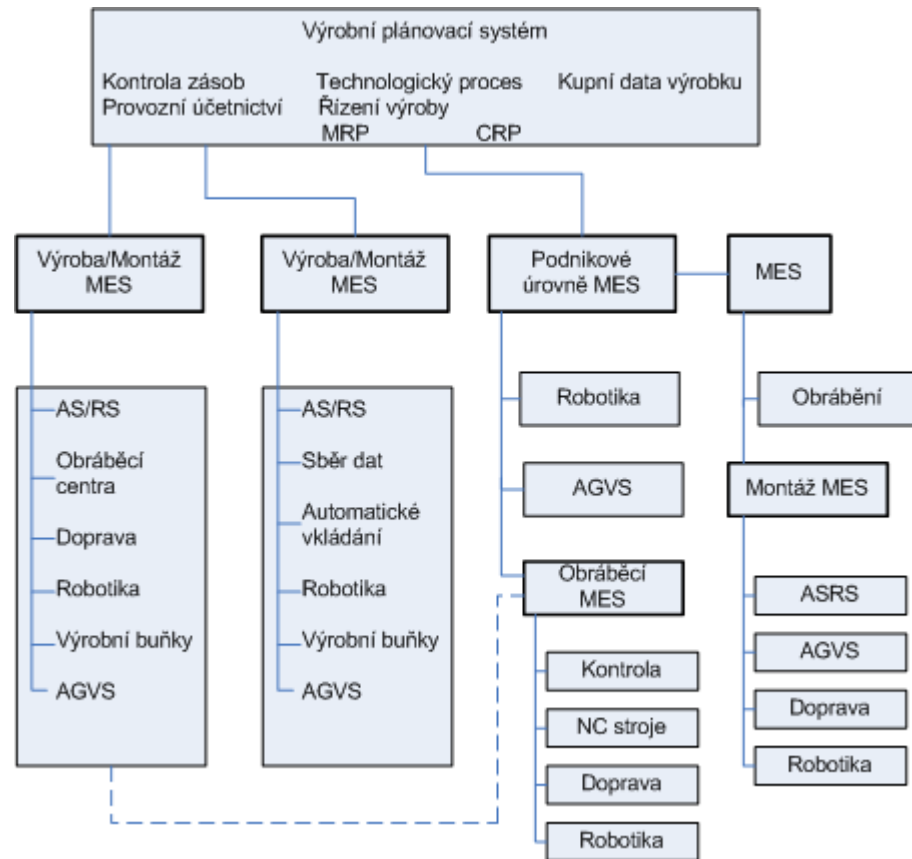 Výrobní plánovací systém
Kontrola zásob Technologický proces Kupní data výrobku
Provozní účetnictví Řízení výroby
MRP CRP
Výroba/Montáž
MES
Výroba/Montáž
MES
Podnikové
úrovně MES
MES
AS/RS
Obráběcí
centra
Doprava
Robotika
Výrobní buňky
AGVS
AS/RS
Sběr dat
Automatické
vkládání
Robotika
Výrobní buňky
AGVS
Robotika
AGVS
Obráběcí
MES
Kontrola
NC stroje
Doprava
Robotika
Obrábění
Montáž MES
ASRS
AGVS
Doprava
Robotika